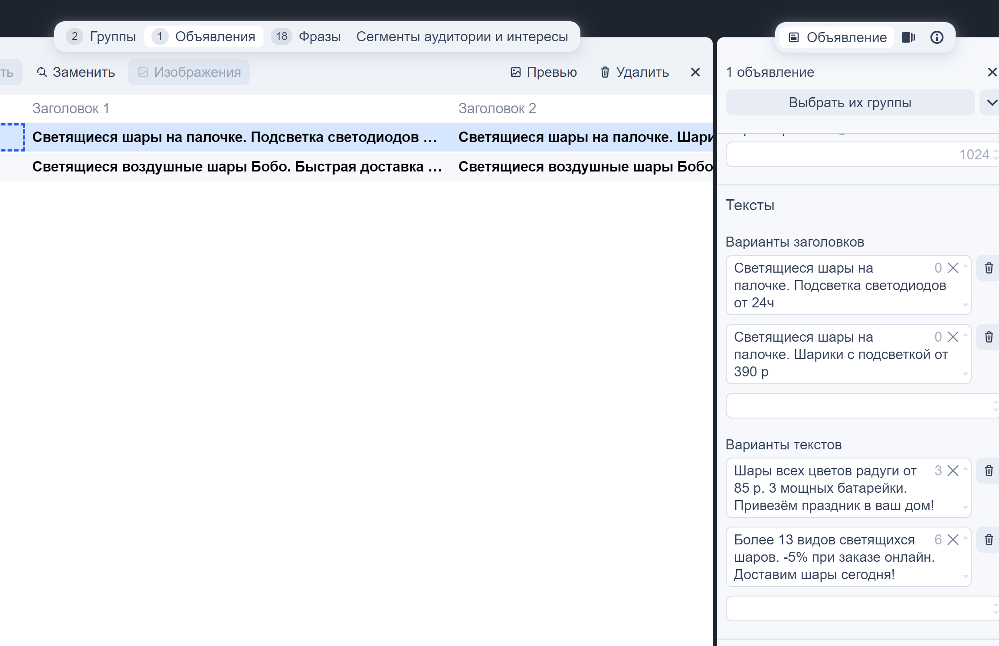 2 Группы 1 Объявления 18 Фразы Сегменты аудитории и интересы
ть Заменить Изображения Превью Удалить
Заголовок 1 Заголовок 2
Светящиеся шары на палочке. Подсветка светодиодов ... Светящиеся шары на палочке. Шари
Светящиеся воздушные шары Бобо. Быстрая доставка ... Светящиеся воздушные шары Бобо
Объявление
1 объявление
Выбрать их группы
1024
Тексты
Варианты заголовков
Светящиеся шары на 0
палочке. Подсветка светодиодов
от 24ч
Светящиеся шары на 0
палочке. Шарики с подсветкой от
390 р
Варианты текстов
Шары всех цветов радуги от 3
85 р. 3 мощных батарейки.
Привезём праздник в ваш дом!
Более 13 видов светящихся 6
шаров. -5% при заказе онлайн.
Доставим шары сегодня!